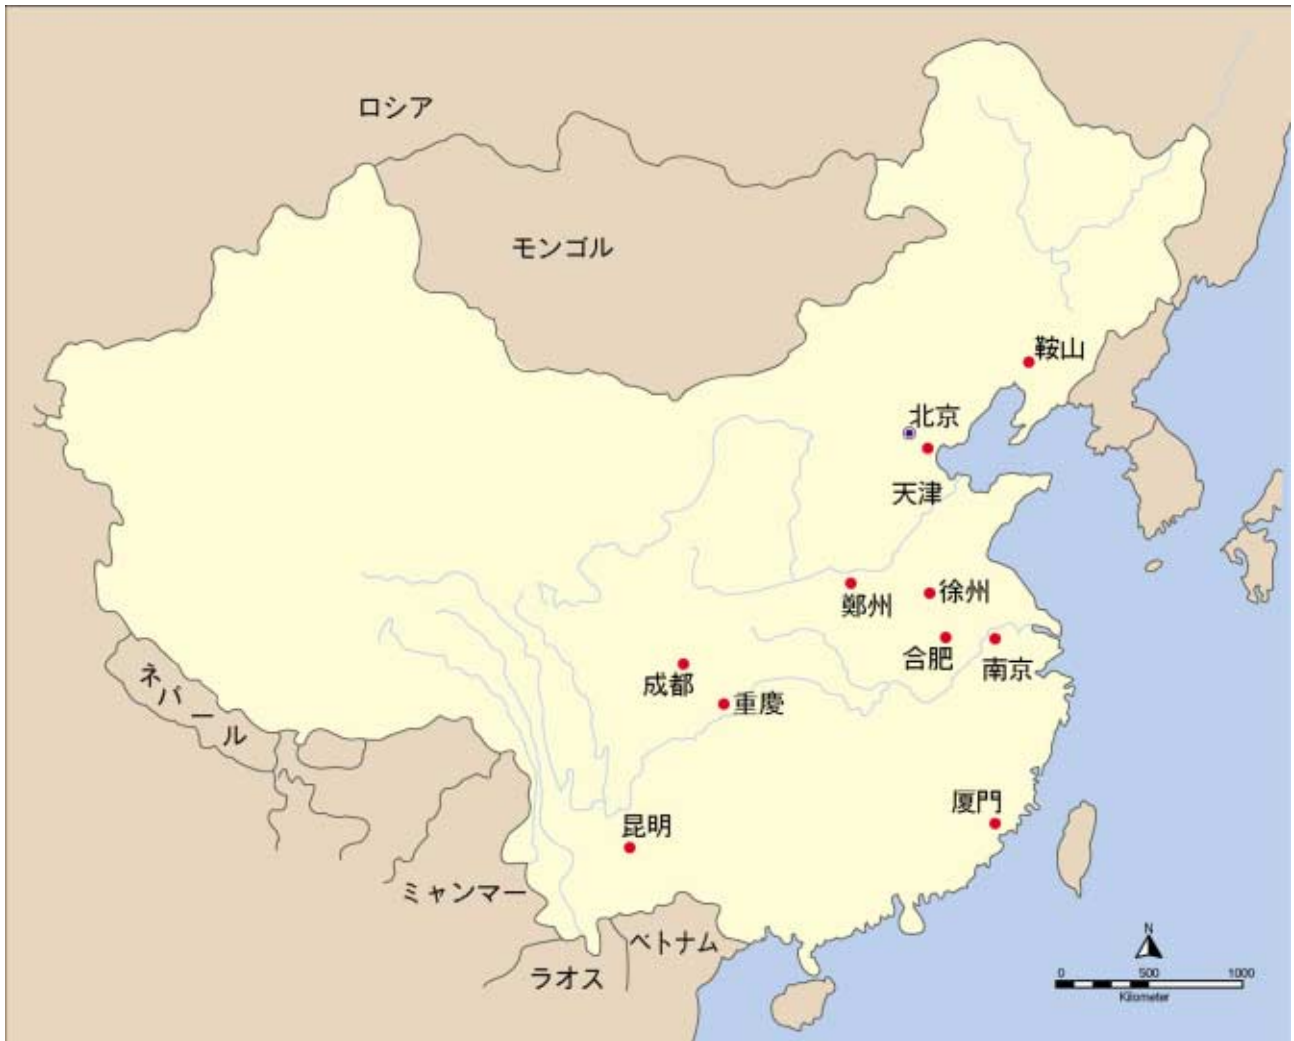 ロシア
モンゴル
鞍山
北京
天津
鄭州
徐州
合肥
南京
成都
重慶
ネパール
厦門
昆明
ミャンマー
ベトナム
ラオス
N
0 500 1000
Kilometer